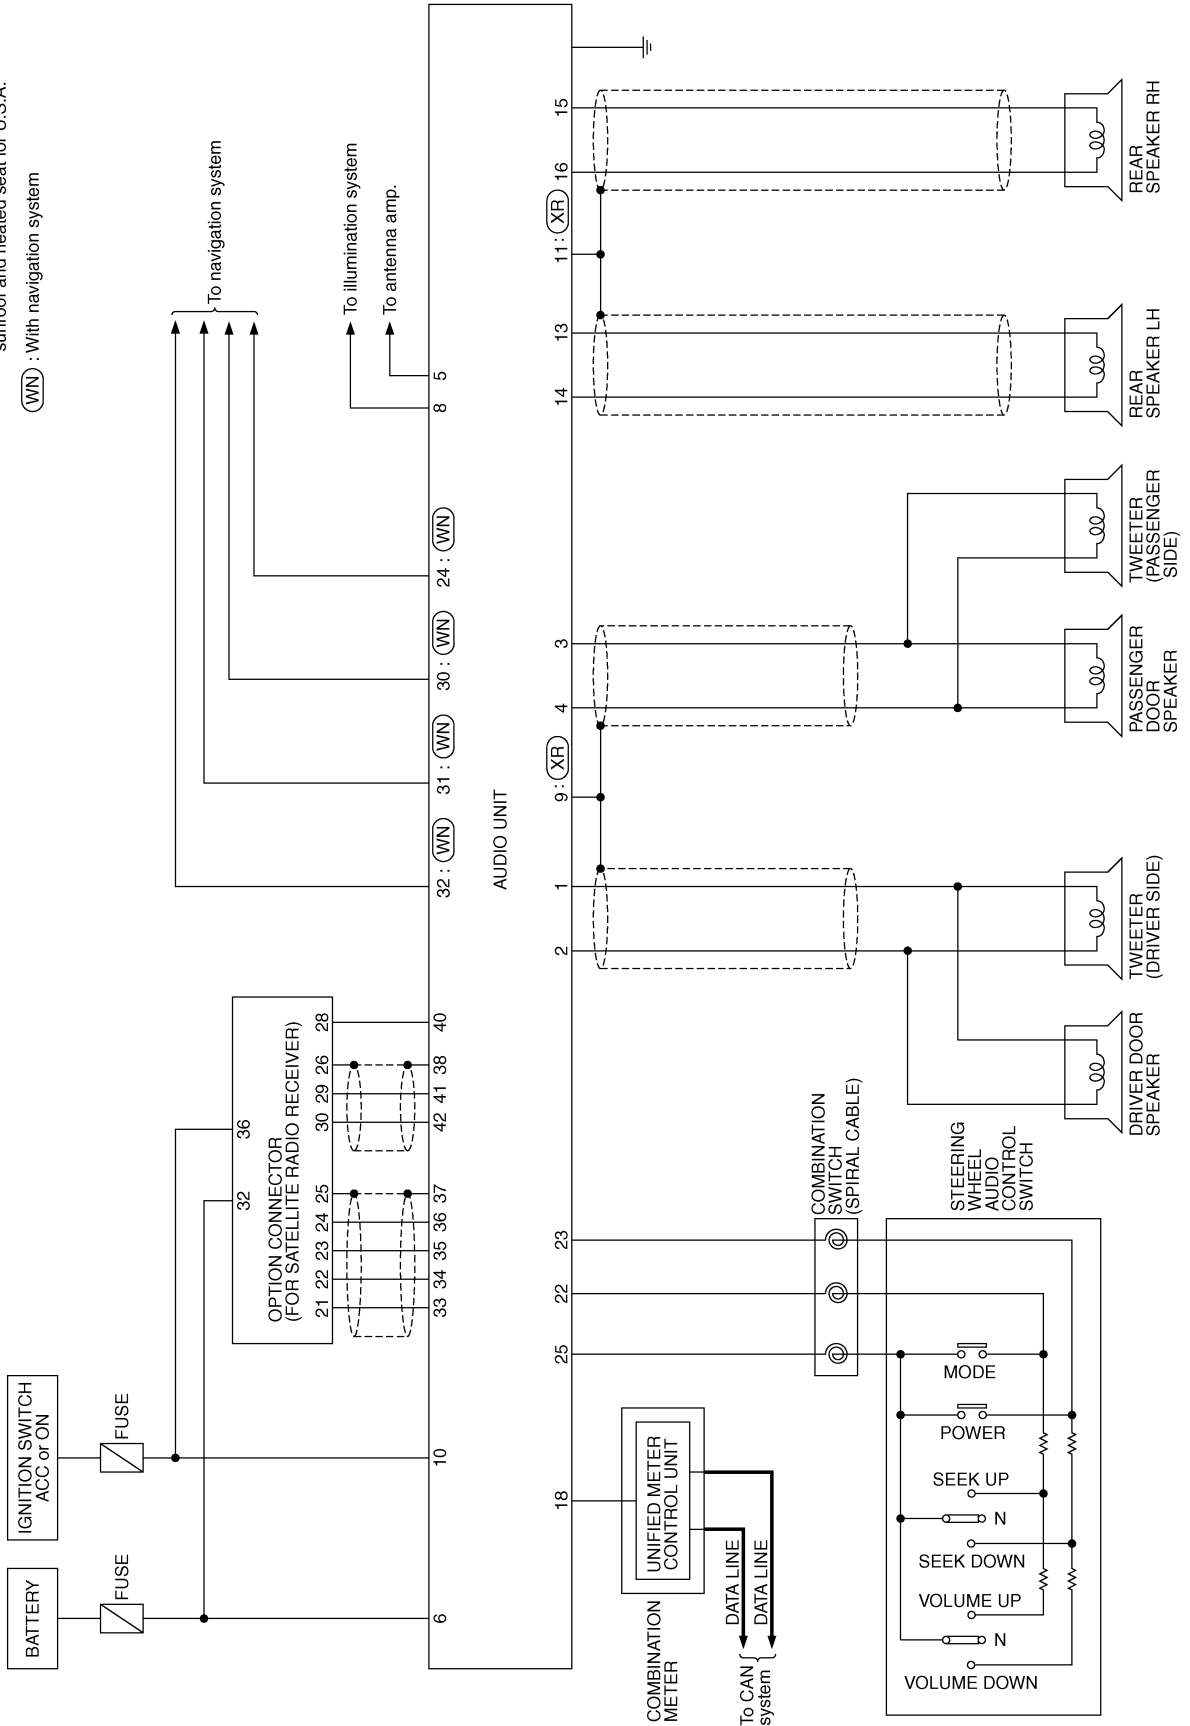 sunroof and heated seat for U.S.A.
WN : With navigation system
BATTERY
IGNITION SWITCH
ACC or ON
FUSE
FUSE
To navigation system
To illumination system
To antenna amp.
36
32
OPTION CONNECTOR
(FOR SATELLITE RADIO RECEIVER)
21
22
23
24
25
30
29
26
28
6
10
33
34
35
36
37
42
41
38
40
32 : WN
31 : WN
30 : WN
24 : WN
8
5
AUDIO UNIT
18
25
22
23
2
1
9 : XR
4
3
14
13
11 : XR
16
15
UNIFIED METER
CONTROL UNIT
COMBINATION
METER
DATA LINE
DATA LINE
To CAN
system
COMBINATION
SWITCH
(SPIRAL CABLE)
STEERING
WHEEL
AUDIO
CONTROL
SWITCH
MODE
POWER
SEEK UP
N
SEEK DOWN
VOLUME UP
N
VOLUME DOWN
DRIVER DOOR
SPEAKER
TWEETER
(DRIVER SIDE)
PASSENGER
DOOR
SPEAKER
TWEETER
(PASSENGER
SIDE)
REAR
SPEAKER LH
REAR
SPEAKER RH